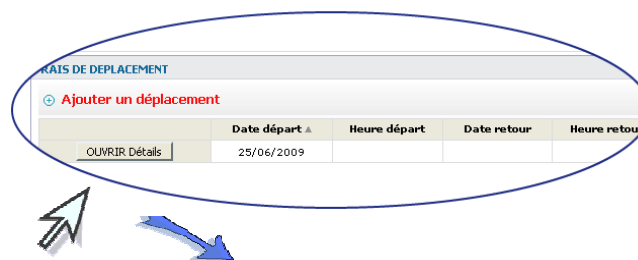 RAIS DE DEPLACEMENT
Ajouter un déplacement
Date départ Heure départ Date retour Heure retou
OUVRIR Détails 25/06/2009